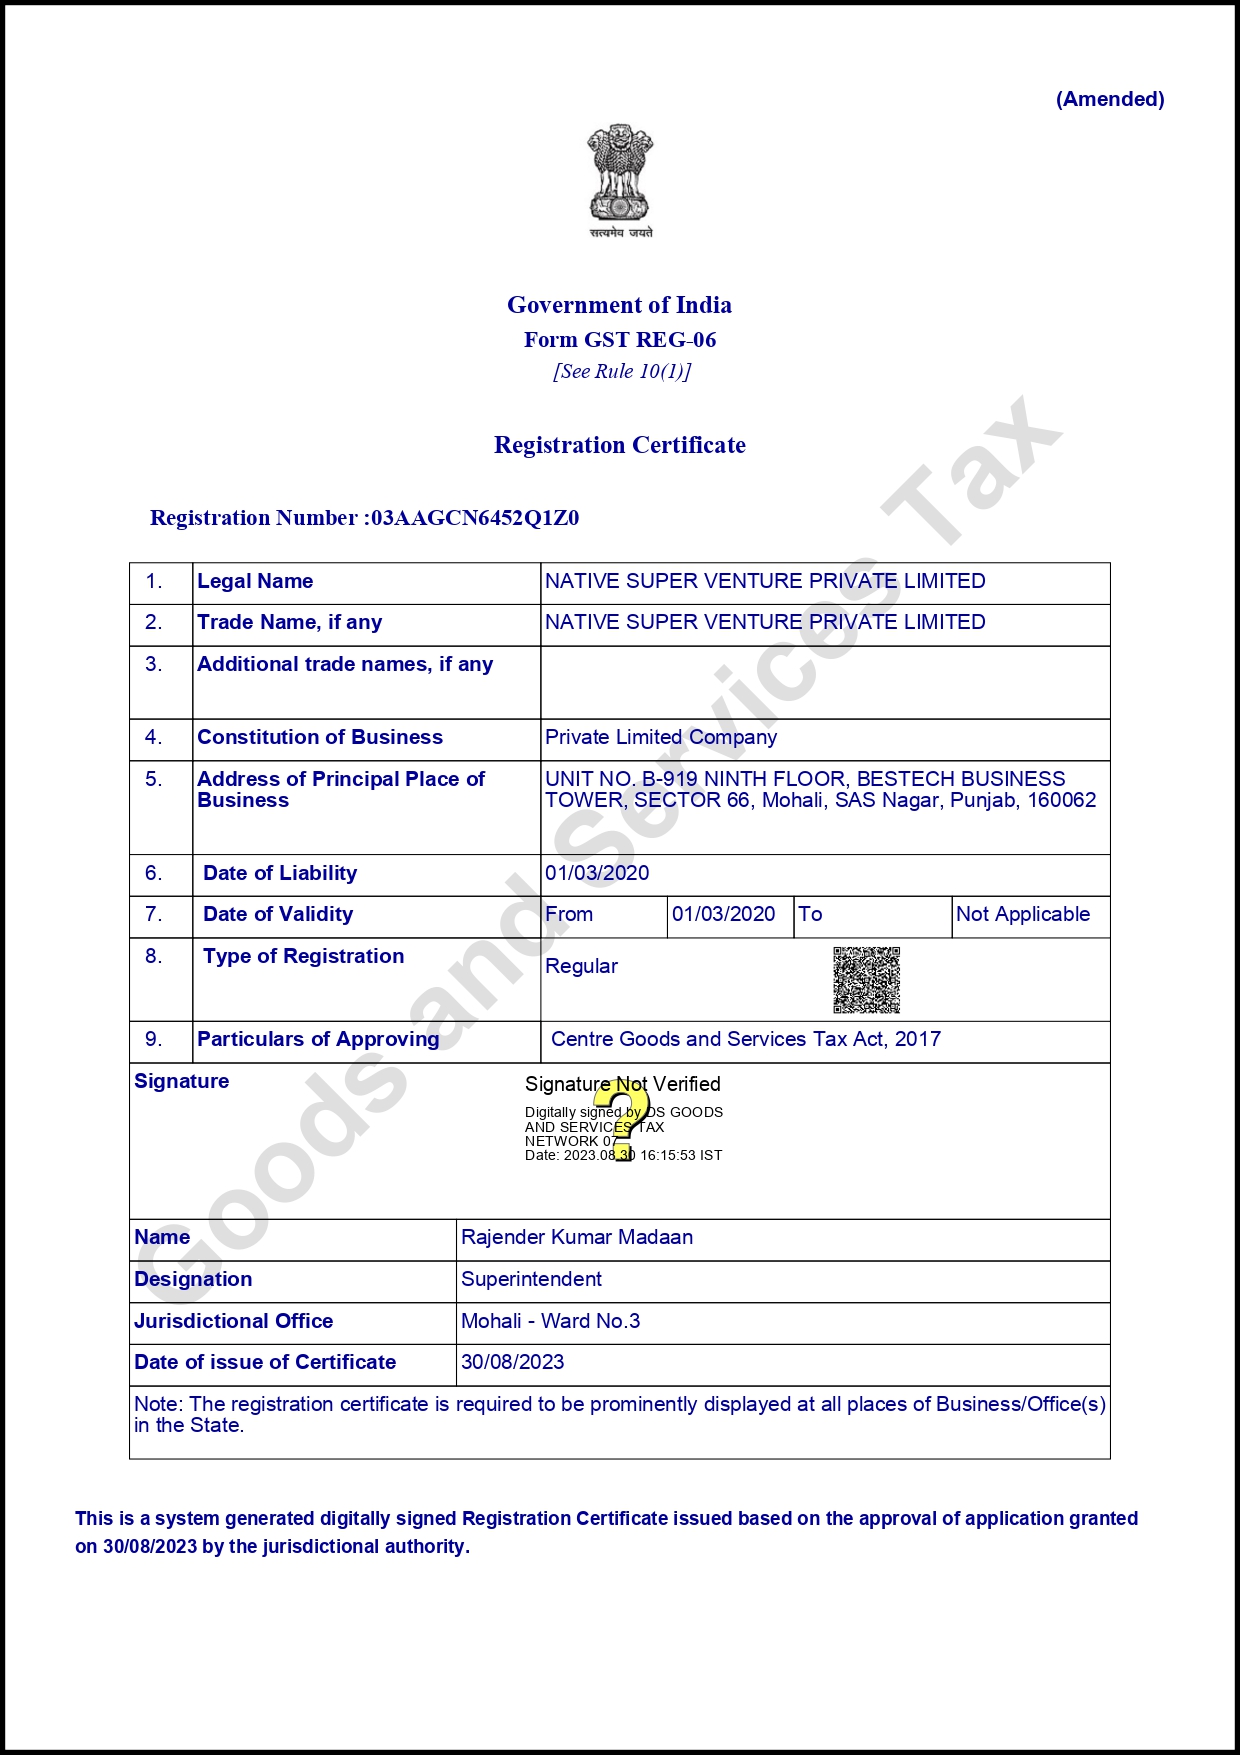 (Amended)
सत्यमेव जयते
Government of India
Form GST REG-06
[See Rule 10(1)]
Registration Certificate
Registration Number :03AAGCN6452Q1Z0
1. Legal Name NATIVE SUPER VENTURE PRIVATE LIMITED
2. Trade Name, if any NATIVE SUPER VENTURE PRIVATE LIMITED
3. Additional trade names, if any
4. Constitution of Business Private Limited Company
5. Address of Principal Place of UNIT NO. B-919 NINTH FLOOR, BESTECH BUSINESS
Business TOWER, SECTOR 66, Mohali, SAS Nagar, Punjab, 160062
6. Date of Liability 01/03/2020
7. Date of Validity From 01/03/2020 To Not Applicable
8. Type of Registration Regular
9. Particulars of Approving Centre Goods and Services Tax Act, 2017
Signature Signature Not Verified
Digitally signed by DS GOODS
AND SERVICES TAX
NETWORK 07
Date: 2023.08.30 16:15:53 IST
Name Rajender Kumar Madaan
Designation Superintendent
Jurisdictional Office Mohali - Ward No.3
Date of issue of Certificate 30/08/2023
Note: The registration certificate is required to be prominently displayed at all places of Business/Office(s)
in the State.
This is a system generated digitally signed Registration Certificate issued based on the approval of application granted
on 30/08/2023 by the jurisdictional authority.
Goods and Services Tax